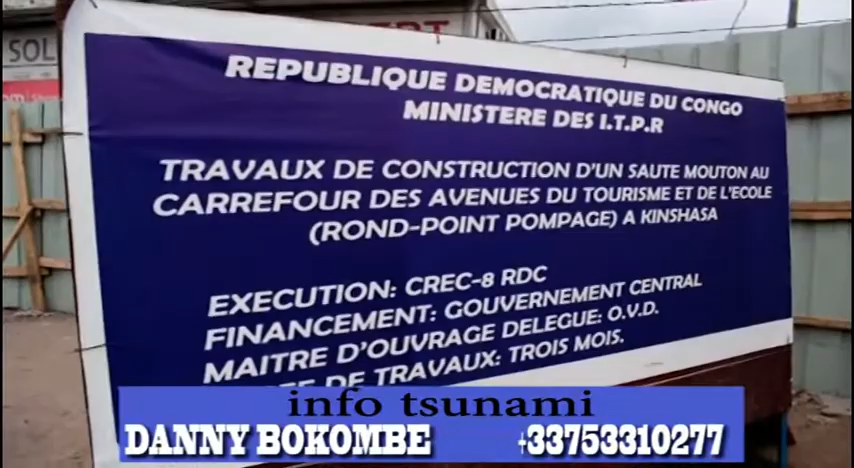 SOL
REPUBLIQUE DEMOCRATIQUE DU CONGO
MINISTERE DES I.T.P.R
TRAVAUX DE CONSTRUCTION D'UN SAUTE MOUTON AU
CARREFOUR DES AVENUES DU TOURISME ET DE L'ECOLE
(ROND-POINT POMPAGE) A KINSHASA
EXECUTION: CREC-8 RDC
FINANCEMENT: GOUVERNEMENT CENTRAL
MAITRE D'OUVRAGE DELEGUE: O.V.D.
DE TRAVAUX: TROIS MOIS.
info tsunami
DANNY BOKOMBE +33753310277